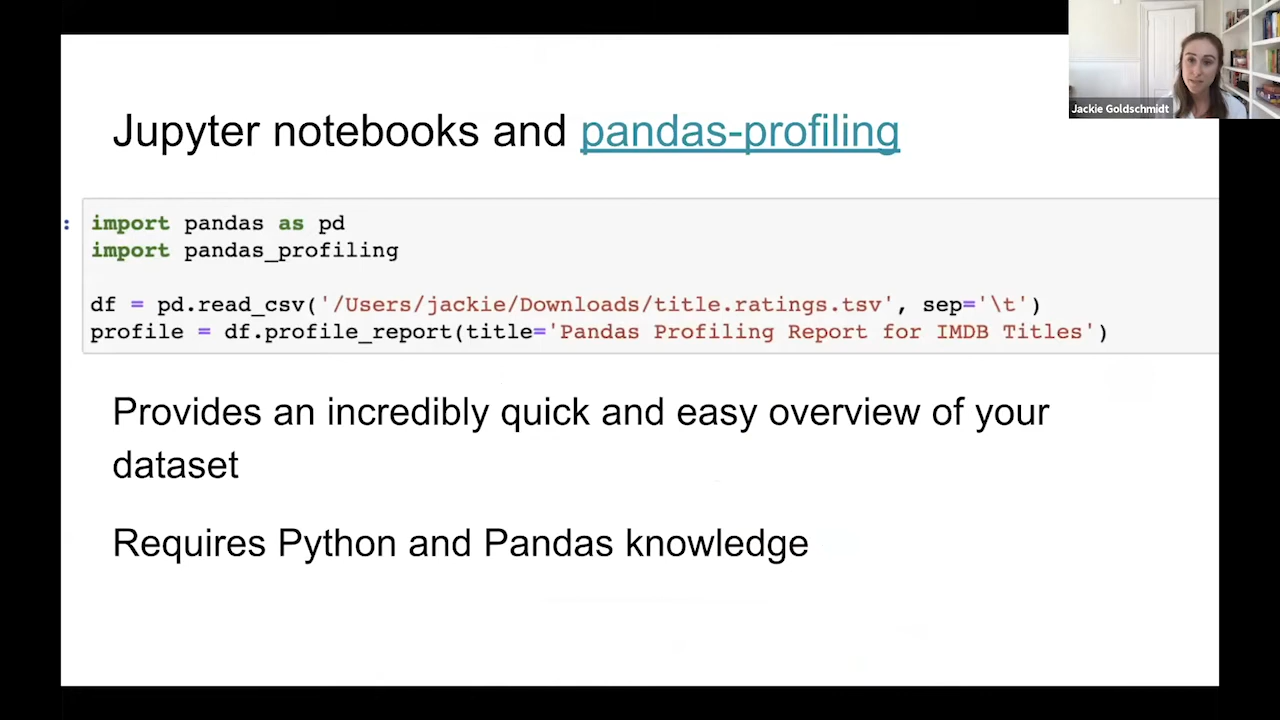 Jackie Goldschmidt
Jupyter notebooks and pandas-profiling
:
import pandas as pd
import pandas_profiling
df = pd.read_csv('/Users/jackie/Downloads/title.ratings.tsv', sep='\t')
profile = df.profile_report(title='Pandas Profiling Report for IMDB Titles')
Provides an incredibly quick and easy overview of your
dataset
Requires Python and Pandas knowledge